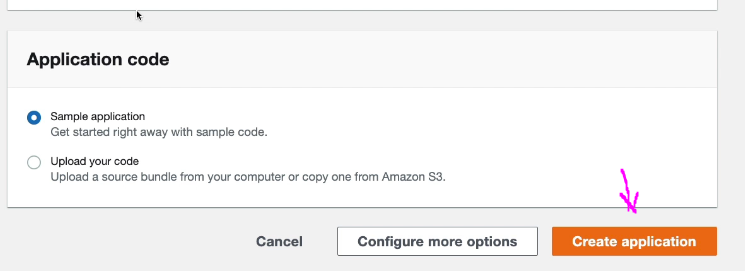 Application code
Sample application
Get started right away with sample code.
Upload your code
Upload a source bundle from your computer or copy one from Amazon S3.
Cancel
Configure more options
Create application